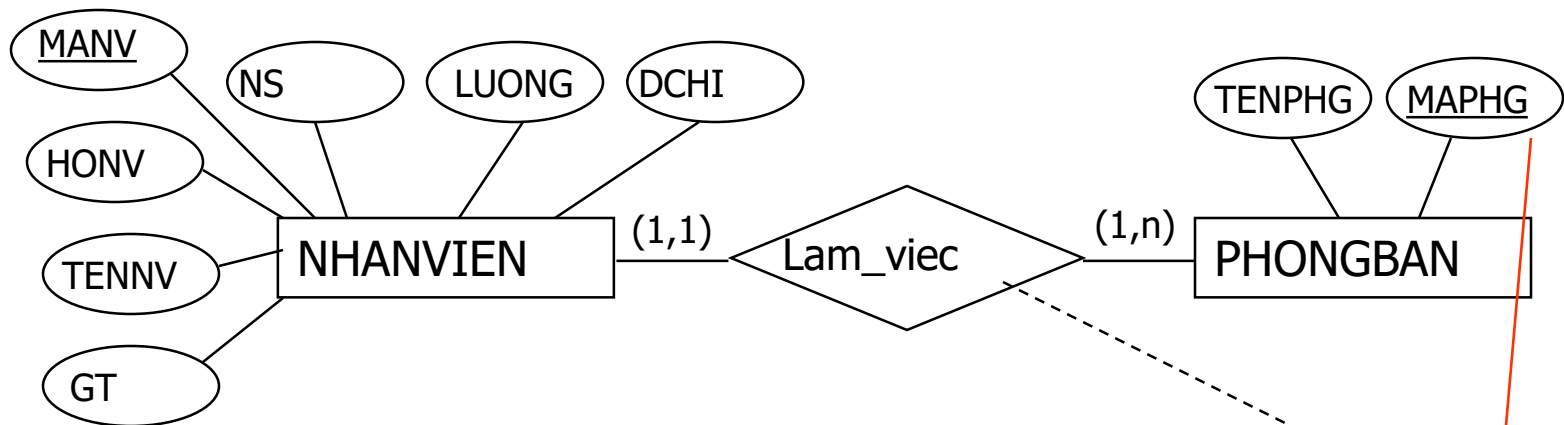 MANV
NS
LUONG
DCHI
TENPHG
MAPHG
HONV
NHANVIEN
(1,1)
Lam_viec
(1,n)
PHONGBAN
TENNV
GT